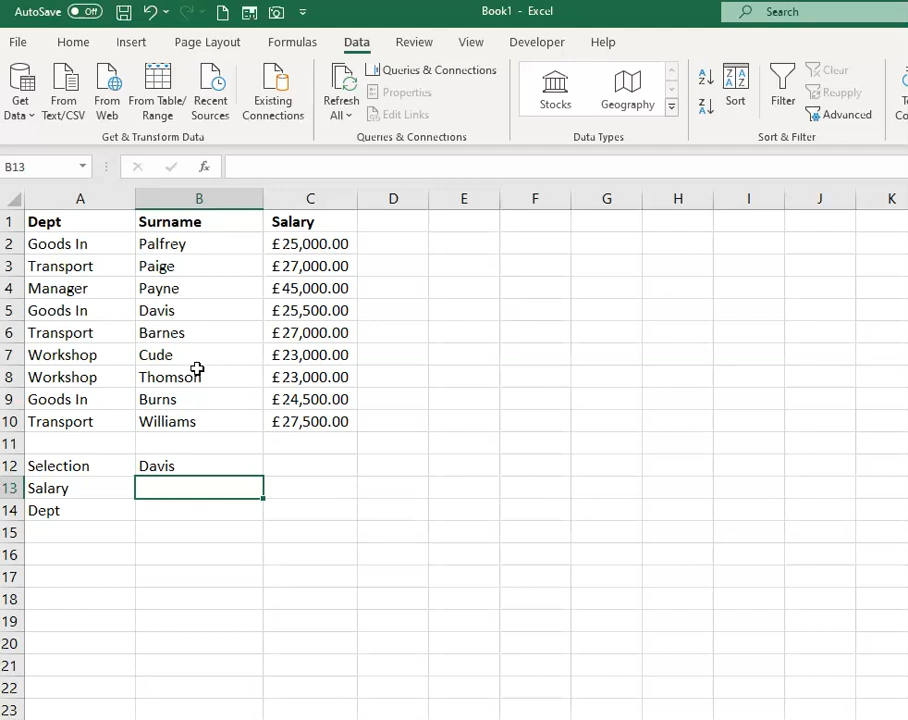 AutoSave Off Book1 - Excel Search
File Home Insert Page Layout Formulas Data Review View Developer Help
Get Data From Text/CSV From Web From Table/ Range Recent Sources Existing Connections Refresh All Queries & Connections Properties Edit Links Stocks Geography Sort Filter Clear Reapply Advanced
Get & Transform Data Queries & Connections Data Types Sort & Filter
B13 fx
A B C D E F G H I J K
1 Dept Surname Salary
2 Goods In Palfrey £25,000.00
3 Transport Paige £27,000.00
4 Manager Payne £45,000.00
5 Goods In Davis £25,500.00
6 Transport Barnes £27,000.00
7 Workshop Cude £23,000.00
8 Workshop Thomson £23,000.00
9 Goods In Burns £24,500.00
10 Transport Williams £27,500.00
11
12 Selection Davis
13 Salary
14 Dept
15
16
17
18
19
20
21
22
23